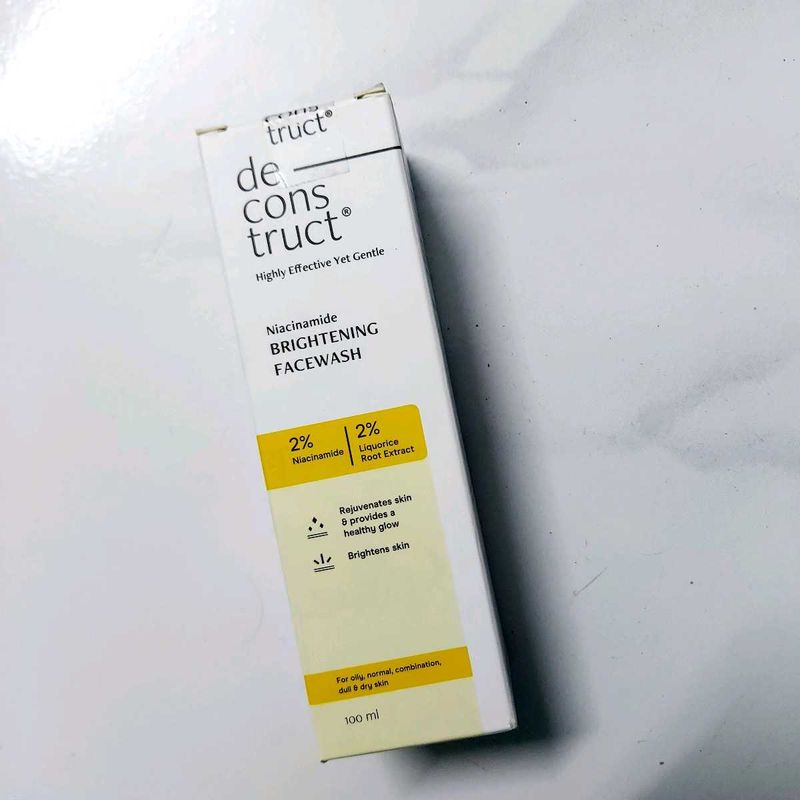 cons
truct®
de
cons
truct®
Highly Effective Yet Gentle
Niacinamide
BRIGHTENING
FACEWASH
2%
Niacinamide
2%
Liquorice
Root Extract
Rejuvenates skin
& provides a
healthy glow
Brightens skin
For oily, normal, combination,
dull & dry skin
100 ml